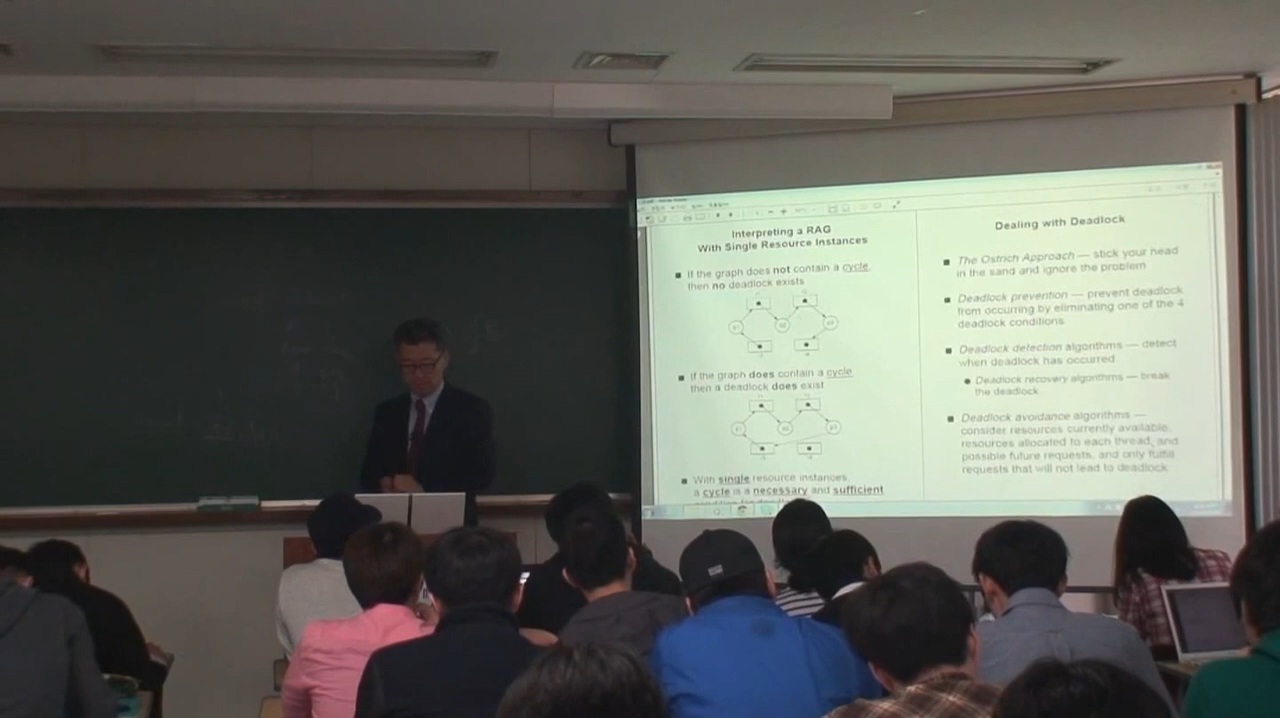 Interpreting a RAG
With Single Resource Instances
If the graph does not contain a cycle,
then no deadlock exists
If the graph does contain a cycle
then a deadlock does exist
With single resource instances,
a cycle is a necessary and sufficient
Dealing with Deadlock
The Ostrich Approach — stick your head
in the sand and ignore the problem
Deadlock prevention — prevent deadlock
from occurring by eliminating one of the 4
deadlock conditions
Deadlock detection algorithms — detect
when deadlock has occurred
Deadlock recovery algorithms — break
the deadlock
Deadlock avoidance algorithms —
consider resources currently available,
resources allocated to each thread, and
possible future requests, and only fulfill
requests that will not lead to deadlock